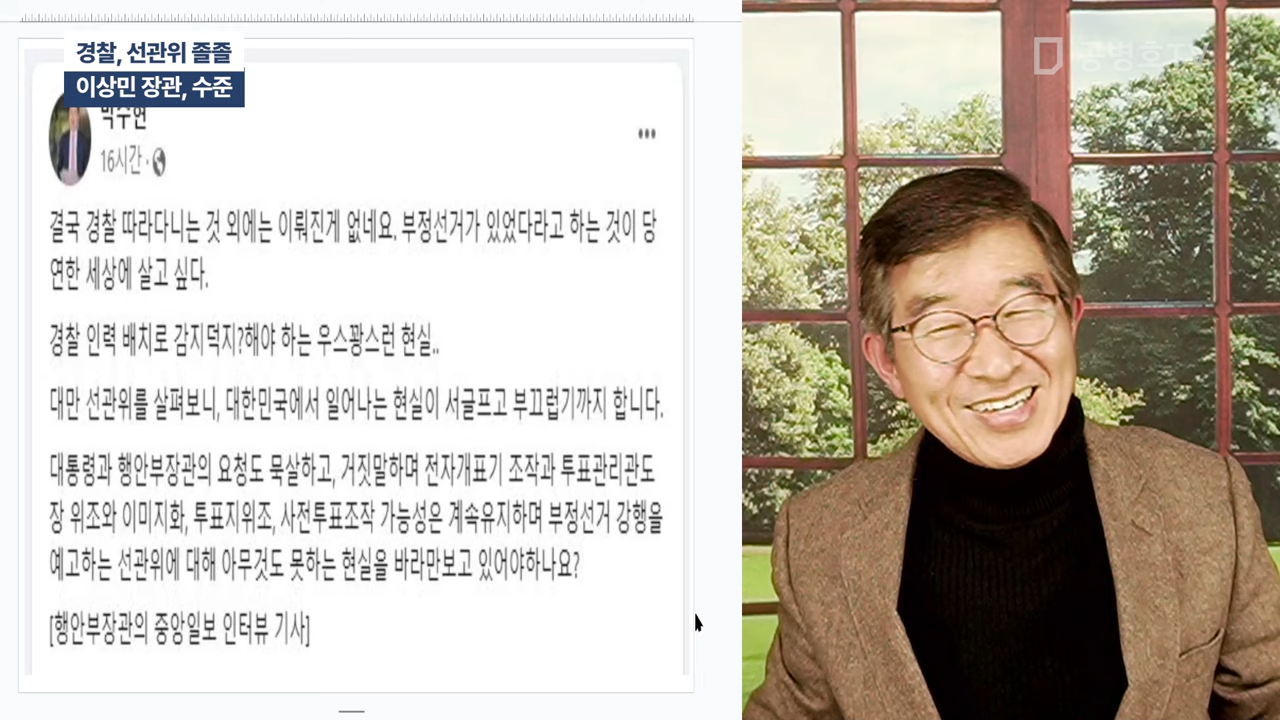 경찰, 선관위 졸졸
이상민 장관, 수준
공병호TV
박수현
16시간
결국 경찰 따라다니는 것 외에는 이뤄진게 없네요. 부정선거가 있었다라고 하는 것이 당
연한 세상에 살고 싶다.
경찰 인력 배치로 감지덕지?해야 하는 우스꽝스런 현실..
대만 선관위를 살펴보니, 대한민국에서 일어나는 현실이 서글프고 부끄럽기까지 합니다.
대통령과 행안부장관의 요청도 묵살하고, 거짓말하며 전자개표기 조작과 투표관리관도
장 위조와 이미지화, 투표지위조, 사전투표조작 가능성은 계속유지하며 부정선거 강행을
예고하는 선관위에 대해 아무것도 못하는 현실을 바라만보고 있어야하나요?
[행안부장관의 중앙일보 인터뷰 기사]